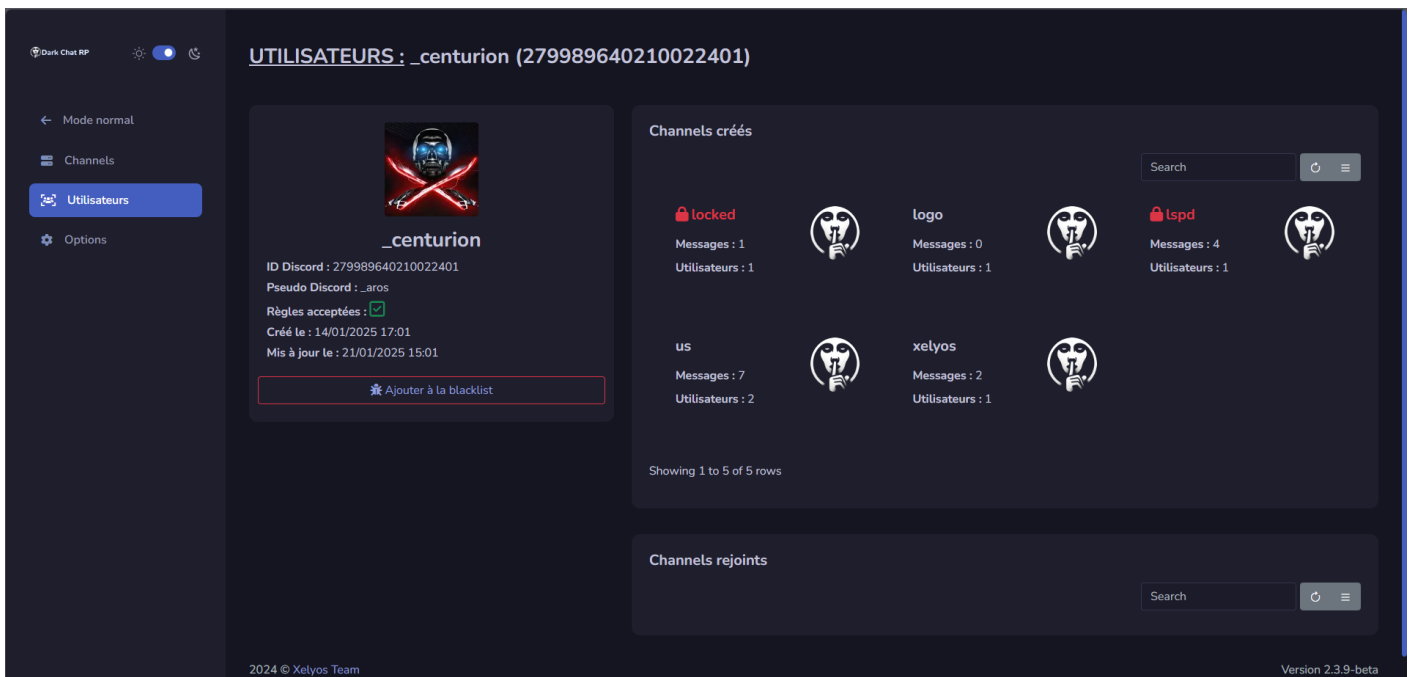 Dark Chat RP
UTILISATEURS : _centurion (279989640210022401)
Mode normal
Channels
Utilisateurs
Options
_centurion
ID Discord : 279989640210022401
Pseudo Discord : _aros
Règles acceptées :
Créé le : 14/01/2025 17:01
Mis à jour le : 21/01/2025 15:01
Ajouter à la blacklist
Channels créés
Search
locked
Messages : 1
Utilisateurs : 1
logo
Messages : 0
Utilisateurs : 1
lspd
Messages : 4
Utilisateurs : 1
us
Messages : 7
Utilisateurs : 2
xelyos
Messages : 2
Utilisateurs : 1
Showing 1 to 5 of 5 rows
Channels rejoints
Search
2024 © Xelyos Team
Version 2.3.9-beta